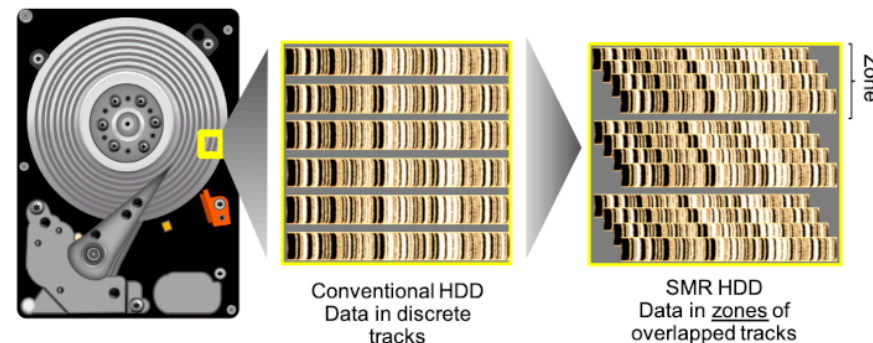 Zone
Conventional HDD
Data in discrete
tracks
SMR HDD
Data in zones of
overlapped tracks